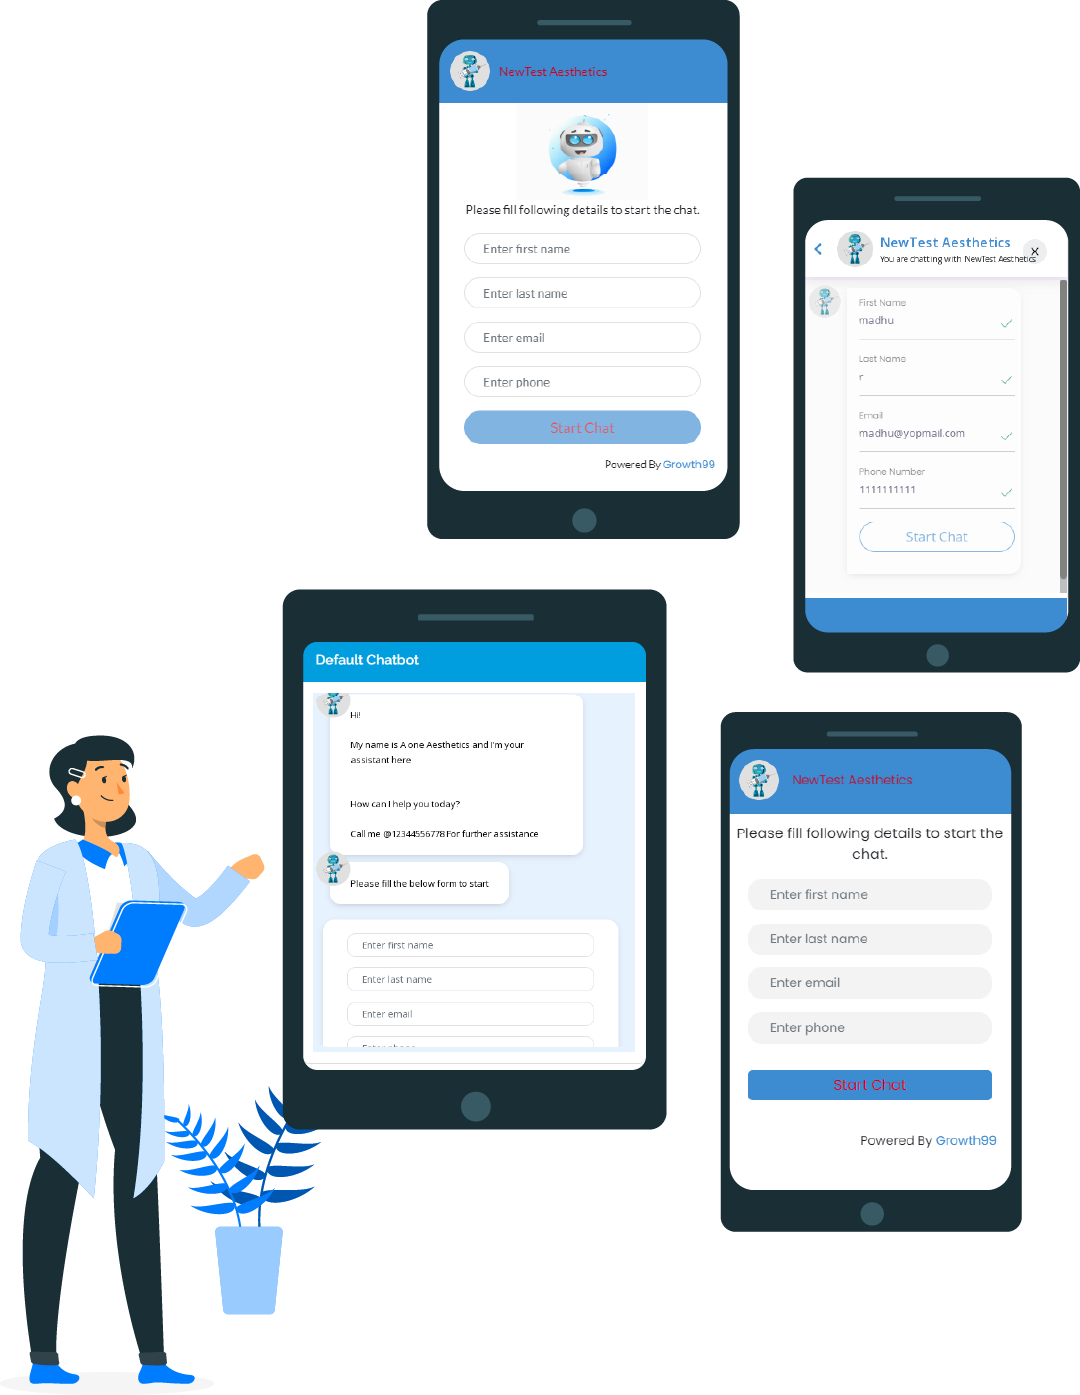 NewTest Aesthetics
Please fill following details to start the chat.
Enter first name
Enter last name
Enter email
Enter phone
Start Chat
Powered By Growth99
NewTest Aesthetics
You are chatting with NewTest Aesthetics
First Name
madhu
Last Name
r
Email
madhu@yopmail.com
Phone Number
1111111111
Start Chat
Default Chatbot
Hi!
My name is A one Aesthetics and I'm your
assistant here
How can I help you today?
Call me @12344556778 For further assistance
Please fill the below form to start
Enter first name
Enter last name
Enter email
Enter phone
NewTest Aesthetics
Please fill following details to start the
chat.
Enter first name
Enter last name
Enter email
Enter phone
Start Chat
Powered By Growth99